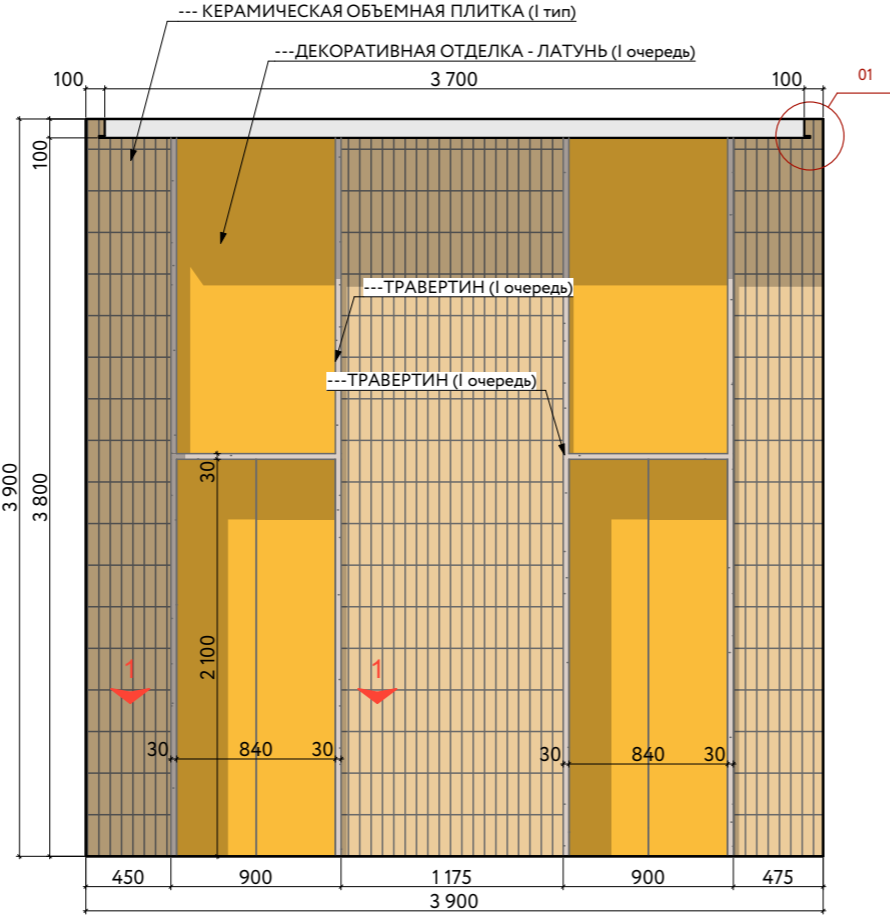 --- КЕРАМИЧЕСКАЯ ОБЪЕМНАЯ ПЛИТКА (I тип)
---ДЕКОРАТИВНАЯ ОТДЕЛКА - ЛАТУНЬ (I очередь)
100 3 700 100 01
100
---ТРАВЕРТИН (I очередь)
---ТРАВЕРТИН (I очередь)
30
3 900 3 800
2 100
1 1
30 840 30 30 840 30
450 900 1 175 900 475
3 900